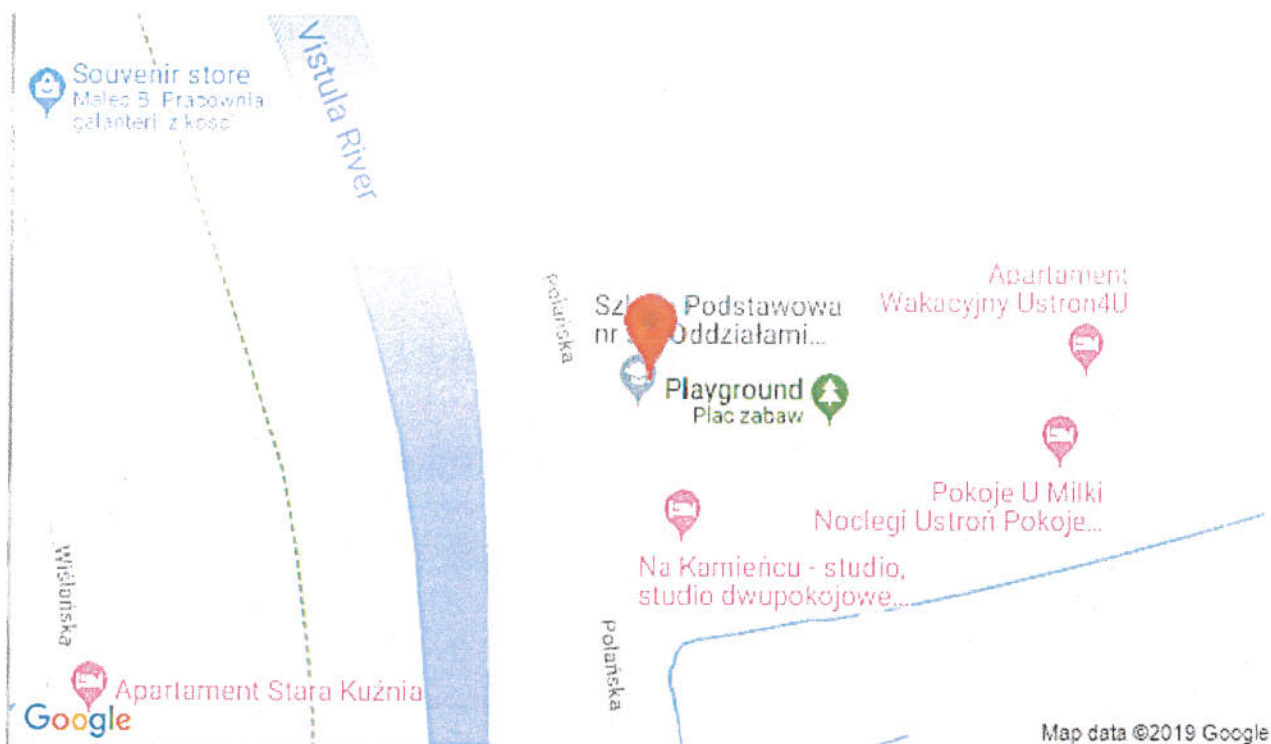 Souvenir store
Malec B. Pracownia
galanterii z kości
Vistula River
Polańska
Podstawowa
nr Oddziałami...
Playground
Plac zabaw
Apartament
Wakacyjny Ustron4U
Pokoje U Milki
Noclegi Ustroń Pokoje...
Na Kamieńcu - studio,
studio dwupokojowe...
Wiślańska
Polańska
Apartament Stara Kuźnia
Google
Map data ©2019 Google